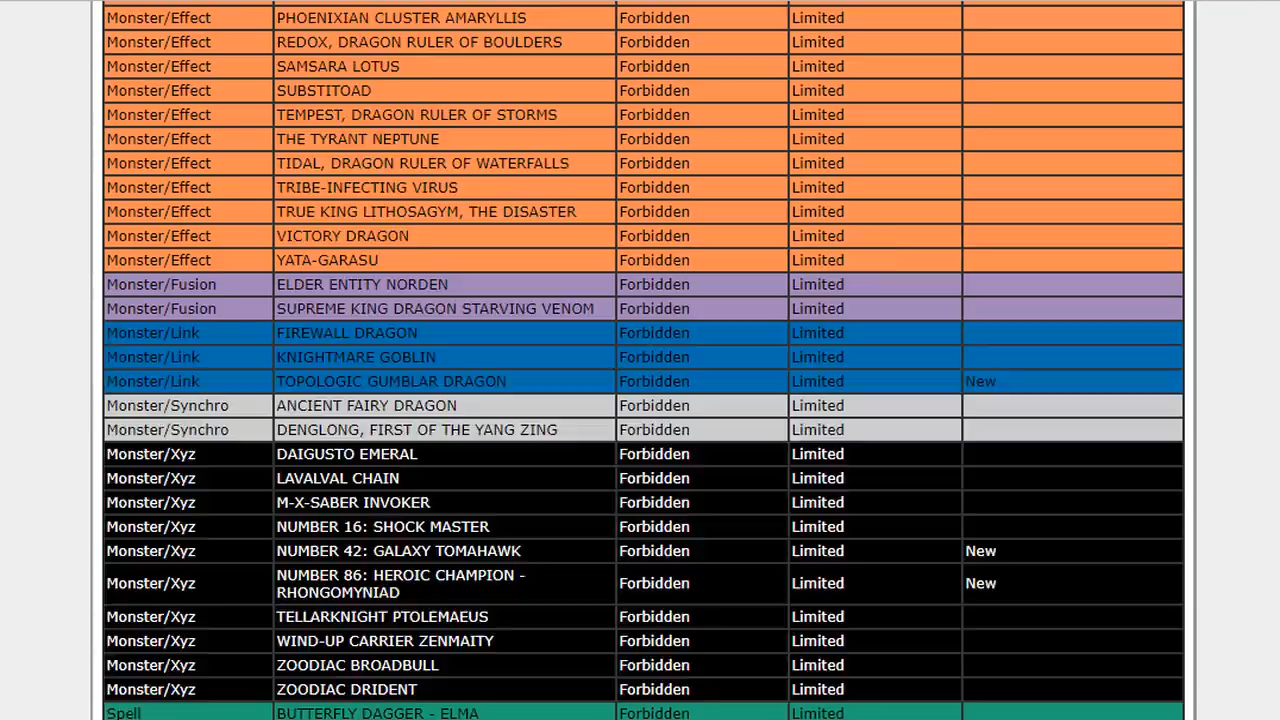 Monster/Effect PHOENIXIAN CLUSTER AMARYLLIS Forbidden Limited
Monster/Effect REDOX, DRAGON RULER OF BOULDERS Forbidden Limited
Monster/Effect SAMSARA LOTUS Forbidden Limited
Monster/Effect SUBSTITOAD Forbidden Limited
Monster/Effect TEMPEST, DRAGON RULER OF STORMS Forbidden Limited
Monster/Effect THE TYRANT NEPTUNE Forbidden Limited
Monster/Effect TIDAL, DRAGON RULER OF WATERFALLS Forbidden Limited
Monster/Effect TRIBE-INFECTING VIRUS Forbidden Limited
Monster/Effect TRUE KING LITHOSAGYM, THE DISASTER Forbidden Limited
Monster/Effect VICTORY DRAGON Forbidden Limited
Monster/Effect YATA-GARASU Forbidden Limited
Monster/Fusion ELDER ENTITY NORDEN Forbidden Limited
Monster/Fusion SUPREME KING DRAGON STARVING VENOM Forbidden Limited
Monster/Link FIREWALL DRAGON Forbidden Limited
Monster/Link KNIGHTMARE GOBLIN Forbidden Limited
Monster/Link TOPOLOGIC GUMBLAR DRAGON Forbidden Limited New
Monster/Synchro ANCIENT FAIRY DRAGON Forbidden Limited
Monster/Synchro DENGLONG, FIRST OF THE YANG ZING Forbidden Limited
Monster/Xyz DAIGUSTO EMERAL Forbidden Limited
Monster/Xyz LAVALVAL CHAIN Forbidden Limited
Monster/Xyz M-X-SABER INVOKER Forbidden Limited
Monster/Xyz NUMBER 16: SHOCK MASTER Forbidden Limited
Monster/Xyz NUMBER 42: GALAXY TOMAHAWK Forbidden Limited New
Monster/Xyz NUMBER 86: HEROIC CHAMPION - Forbidden Limited New
RHONGOMYNIAD
Monster/Xyz TELLARKNIGHT PTOLEMAEUS Forbidden Limited
Monster/Xyz WIND-UP CARRIER ZENMAITY Forbidden Limited
Monster/Xyz ZOODIAC BROADBULL Forbidden Limited
Monster/Xyz ZOODIAC DRIDENT Forbidden Limited
Spell BUTTERFLY DAGGER - ELMA Forbidden Limited